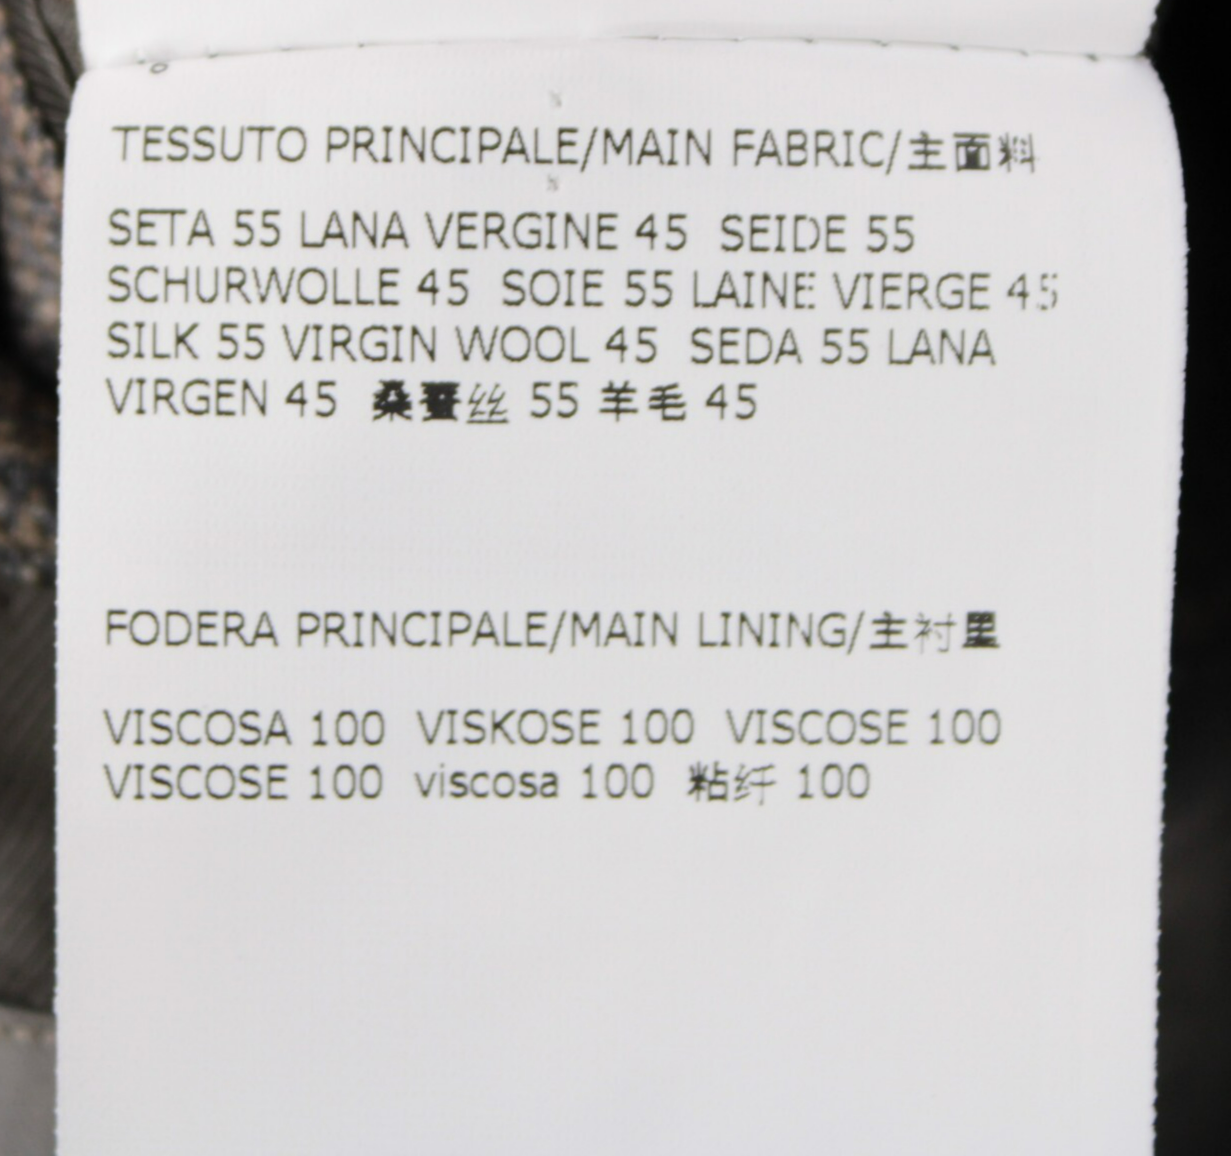 TESSUTO PRINCIPALE/MAIN FABRIC/主面料
SETA 55 LANA VERGINE 45 SEIDE 55
SCHURWOLLE 45 SOIE 55 LAINE VIERGE 45
SILK 55 VIRGIN WOOL 45 SEDA 55 LANA
VIRGEN 45 桑蚕丝 55 羊毛 45
FODERA PRINCIPALE/MAIN LINING/主衬里
VISCOSA 100 VISKOSE 100 VISCOSE 100
VISCOSE 100 viscosa 100 粘纤 100